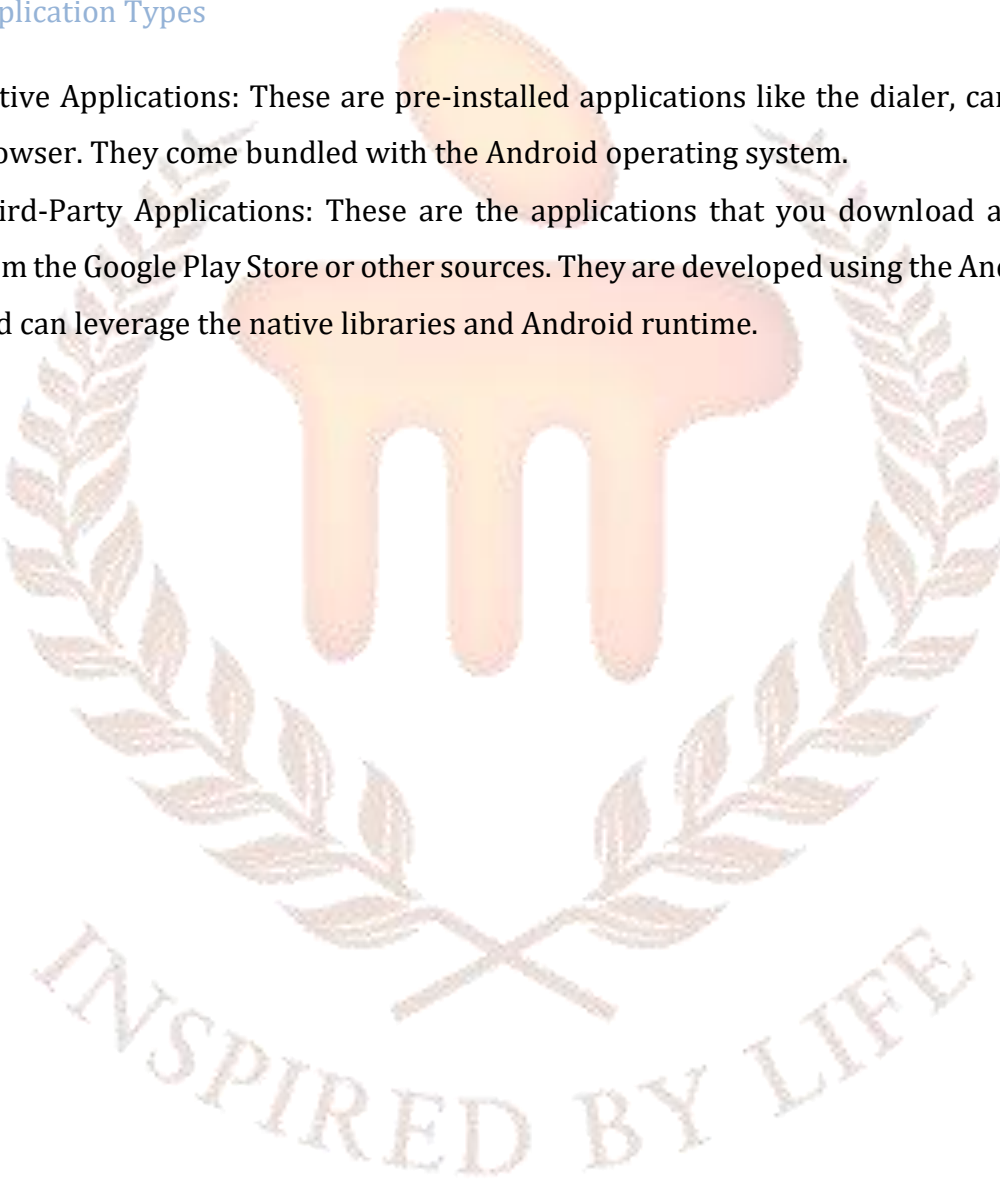 plication Types
tive Applications: These are pre-installed applications like the dialer, car
owser. They come bundled with the Android operating system.
ird-Party Applications: These are the applications that you download a
m the Google Play Store or other sources. They are developed using the And
d can leverage the native libraries and Android runtime.
INSPIRED BY LIFE